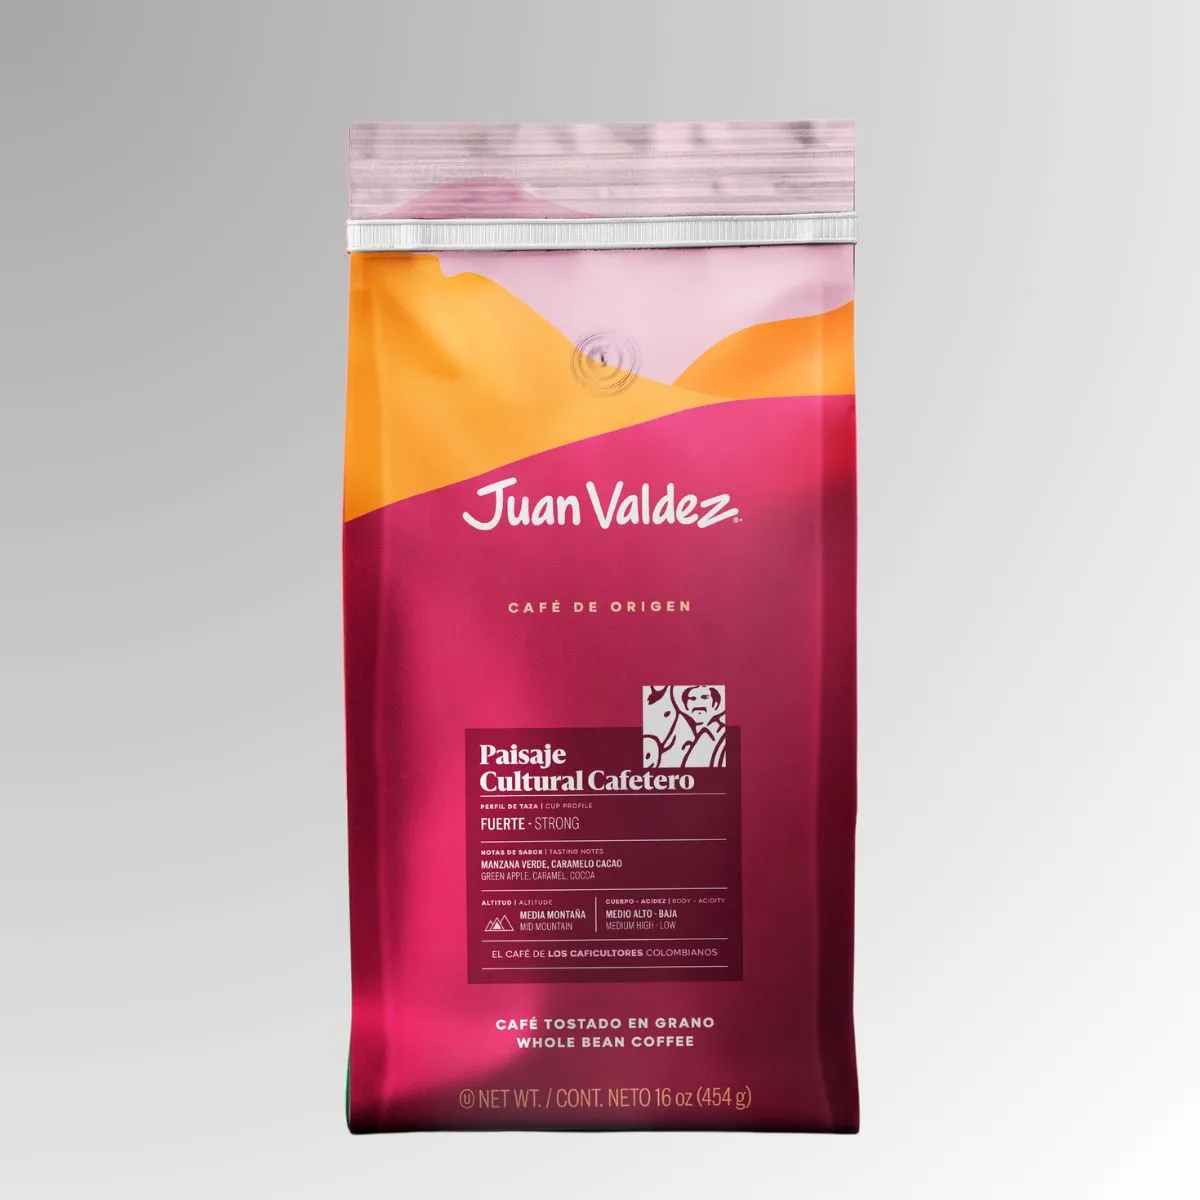 Juan Valdez®
CAFÉ DE ORIGEN
Paisaje
Cultural Cafetero
PERFIL DE TAZA | CUP PROFILE
FUERTE - STRONG
NOTAS DE SABOR | TASTING NOTES
MANZANA VERDE, CARAMELO CACAO
GREEN APPLE, CARAMEL, COCOA
ALTITUD | ALTITUDE
MEDIA MONTAÑA
MID MOUNTAIN
CUERPO - ACIDEZ | BODY - ACIDITY
MEDIO ALTO - BAJA
MEDIUM HIGH - LOW
EL CAFÉ DE LOS CAFICULTORES COLOMBIANOS
CAFÉ TOSTADO EN GRANO
WHOLE BEAN COFFEE
Ⓤ NET WT. / CONT. NETO 16 oz (454 g)